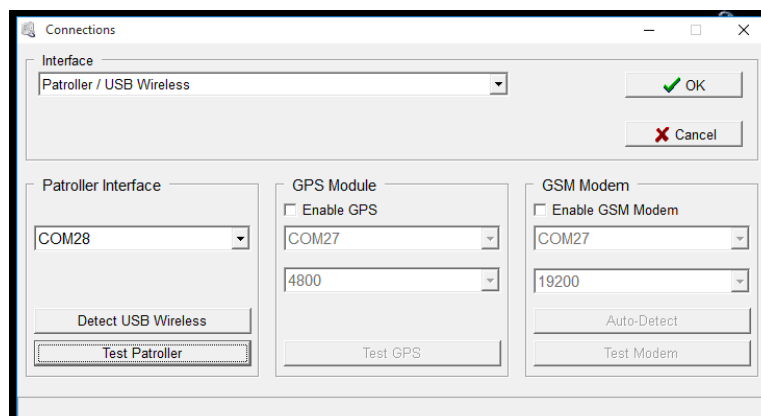 Connections
Interface
Patroller / USB Wireless
OK
Cancel
Patroller Interface
COM28
Detect USB Wireless
Test Patroller
GPS Module
Enable GPS
COM27
4800
Test GPS
GSM Modem
Enable GSM Modem
COM27
19200
Auto-Detect
Test Modem